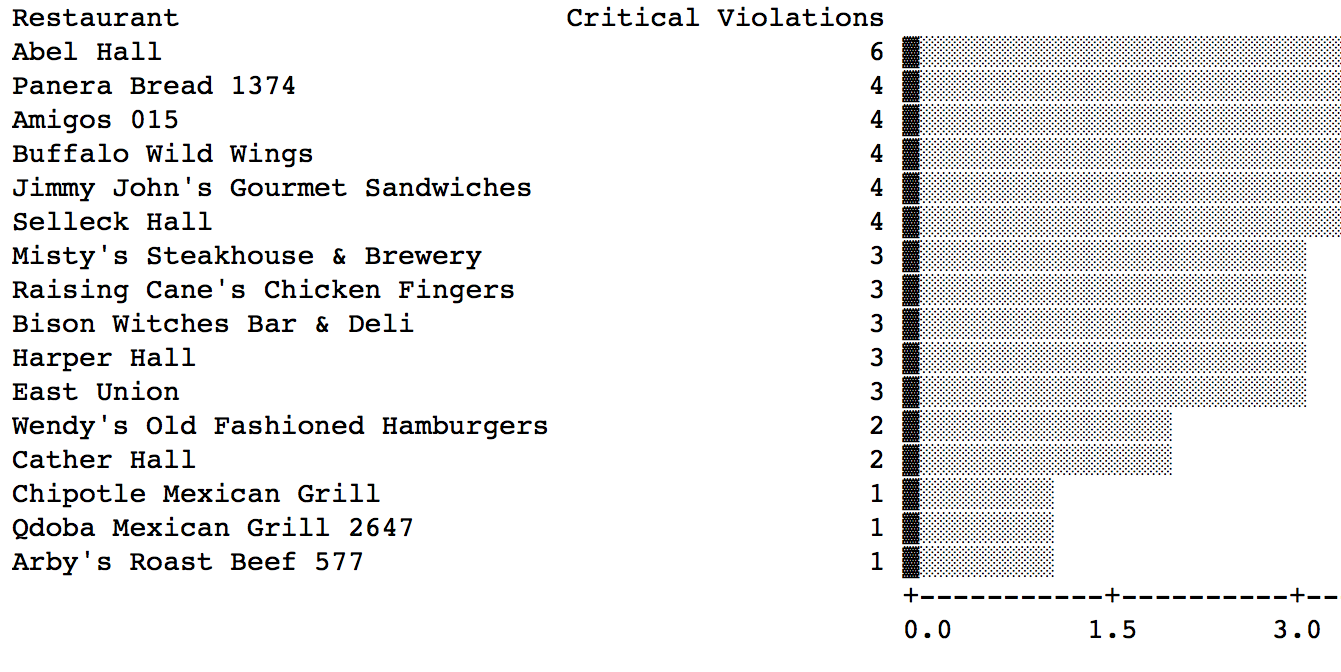 Restaurant Critical Violations
Abel Hall 6
Panera Bread 1374 4
Amigos 015 4
Buffalo Wild Wings 4
Jimmy John's Gourmet Sandwiches 4
Selleck Hall 4
Misty's Steakhouse & Brewery 3
Raising Cane's Chicken Fingers 3
Bison Witches Bar & Deli 3
Harper Hall 3
East Union 3
Wendy's Old Fashioned Hamburgers 2
Cather Hall 2
Chipotle Mexican Grill 1
Qdoba Mexican Grill 2647 1
Arby's Roast Beef 577 1
+-----------+----------+--
0.0 1.5 3.0